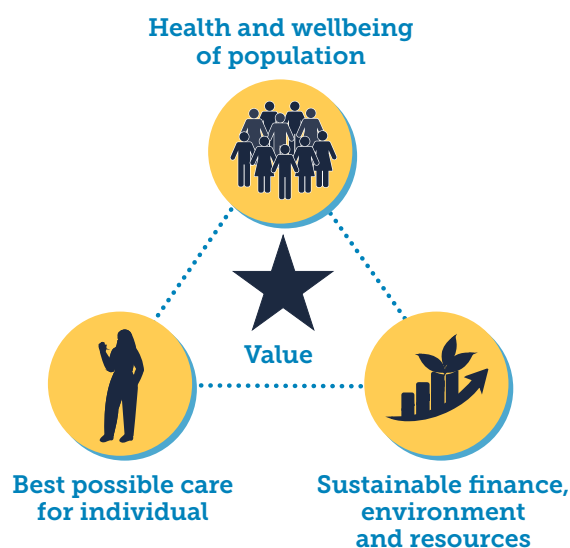 Health and wellbeing
of population
Value
Best possible care
for individual
Sustainable finance,
environment
and resources